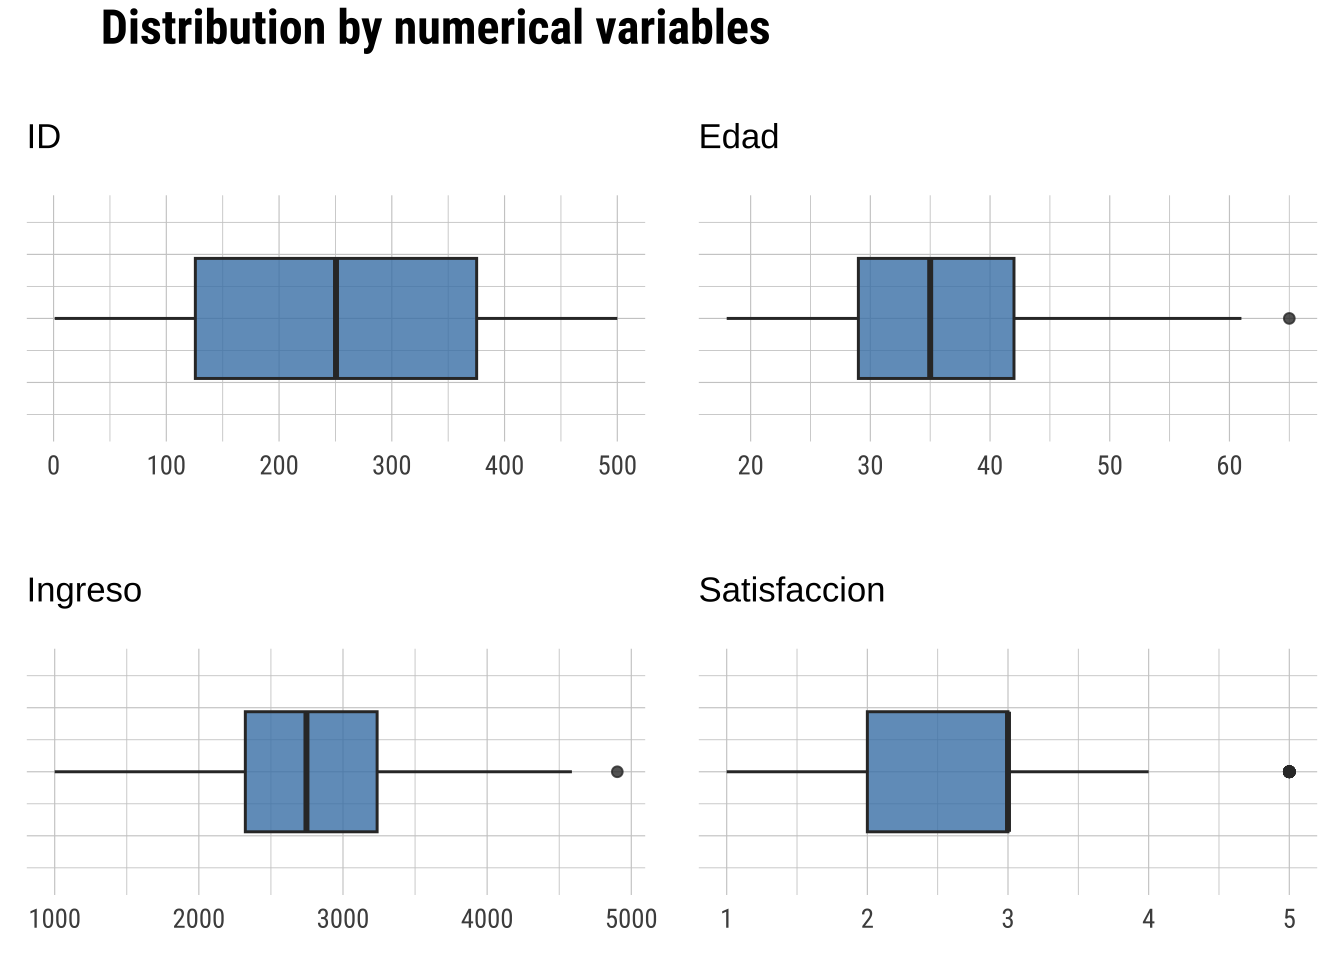 Distribution by numerical variables
ID
0 100 200 300 400 500
Edad
20 30 40 50 60
Ingreso
1000 2000 3000 4000 5000
Satisfaccion
1 2 3 4 5